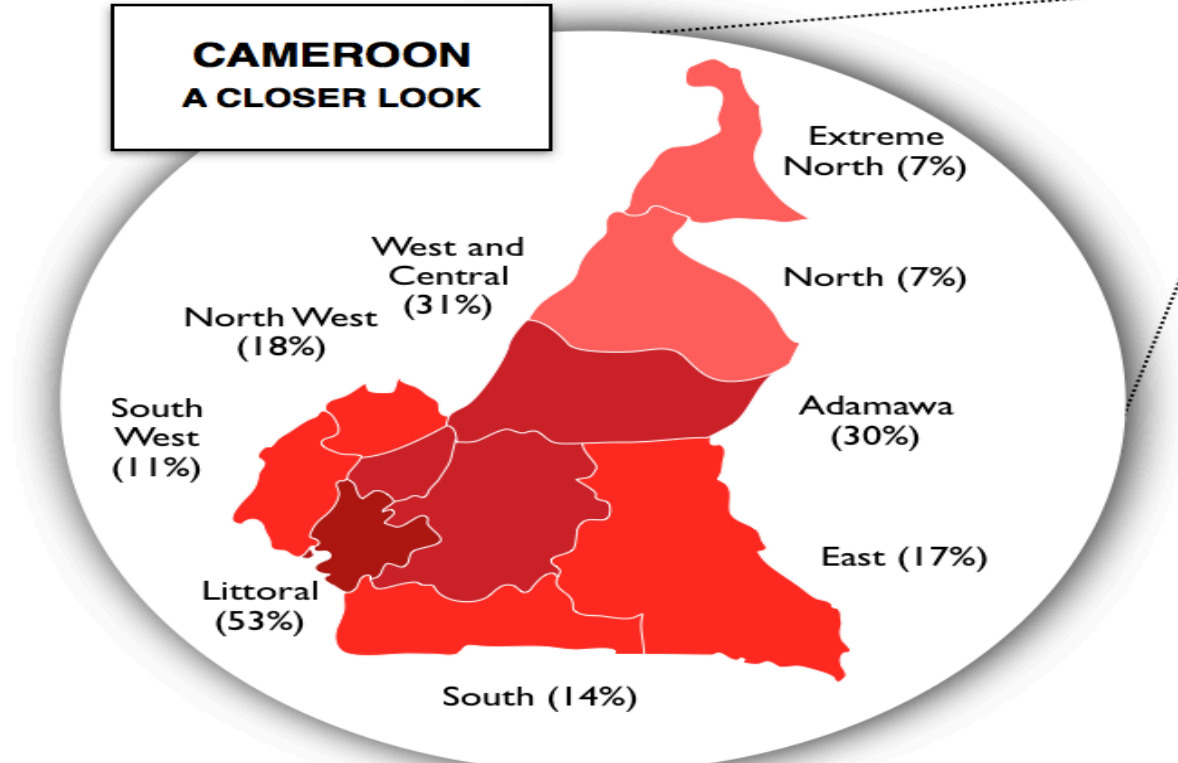 CAMEROON
A CLOSER LOOK
Extreme
North (7%)
West and
Central
(31%)
North (7%)
North West
(18%)
South
West
(11%)
Adamawa
(30%)
East (17%)
Littoral
(53%)
South (14%)